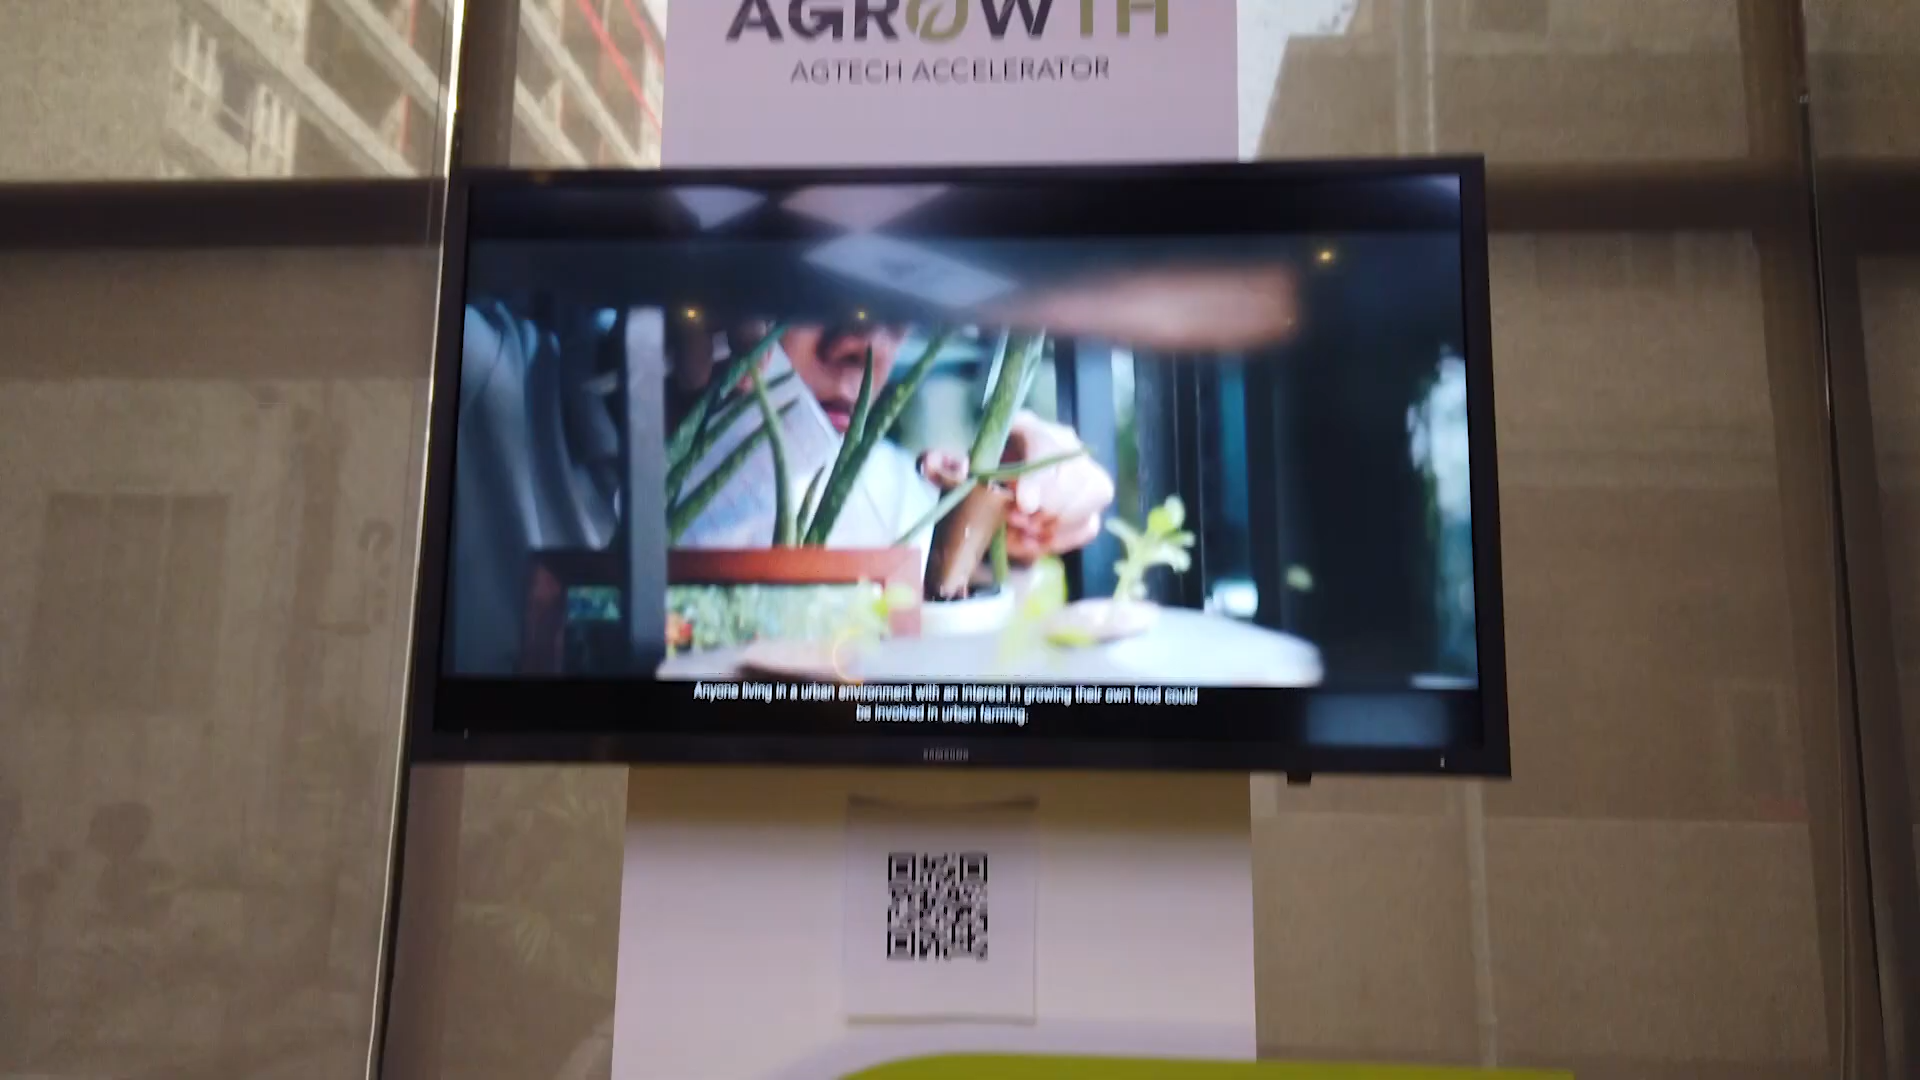 AGROWTH
AGTECH ACCELERATOR
Anyone living in a urban environment with an interest in growing their own food could
be involved in urban farming.
SAMSUNG